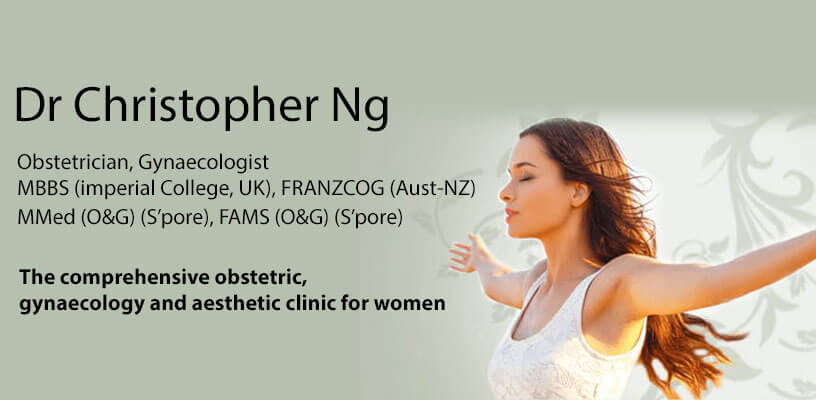 Dr Christopher Ng
Obstetrician, Gynaecologist
MBBS (imperial College, UK), FRANZCOG (Aust-NZ)
MMed (O&G) (S’pore), FAMS (O&G) (S’pore)
The comprehensive obstetric,
gynaecology and aesthetic clinic for women